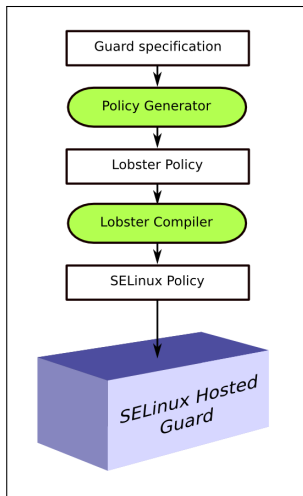 Guard specification
Policy Generator
Lobster Policy
Lobster Compiler
SELinux Policy
SELinux Hosted
Guard